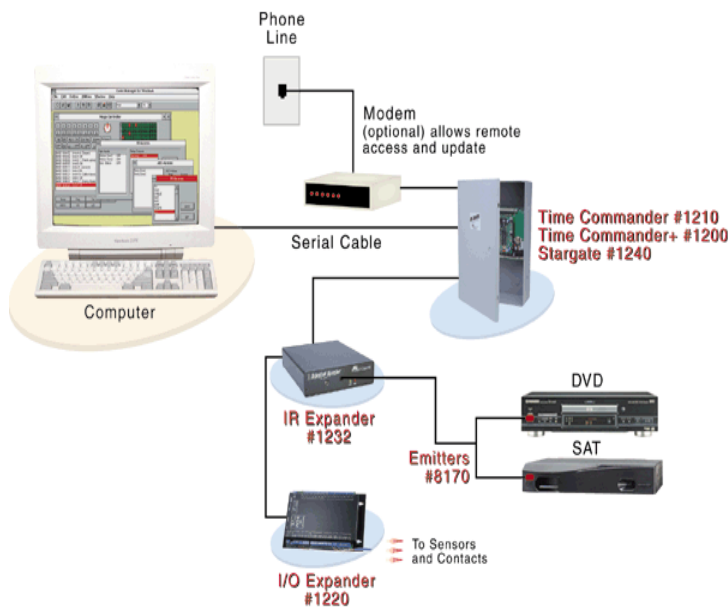 Phone
Line
Modem
(optional) allows remote
access and update
Time Commander #1210
Time Commander+ #1200
Stargate #1240
Serial Cable
Computer
IR Expander
#1232
DVD
SAT
Emitters
#8170
To Sensors
and Contacts
I/O Expander
#1220